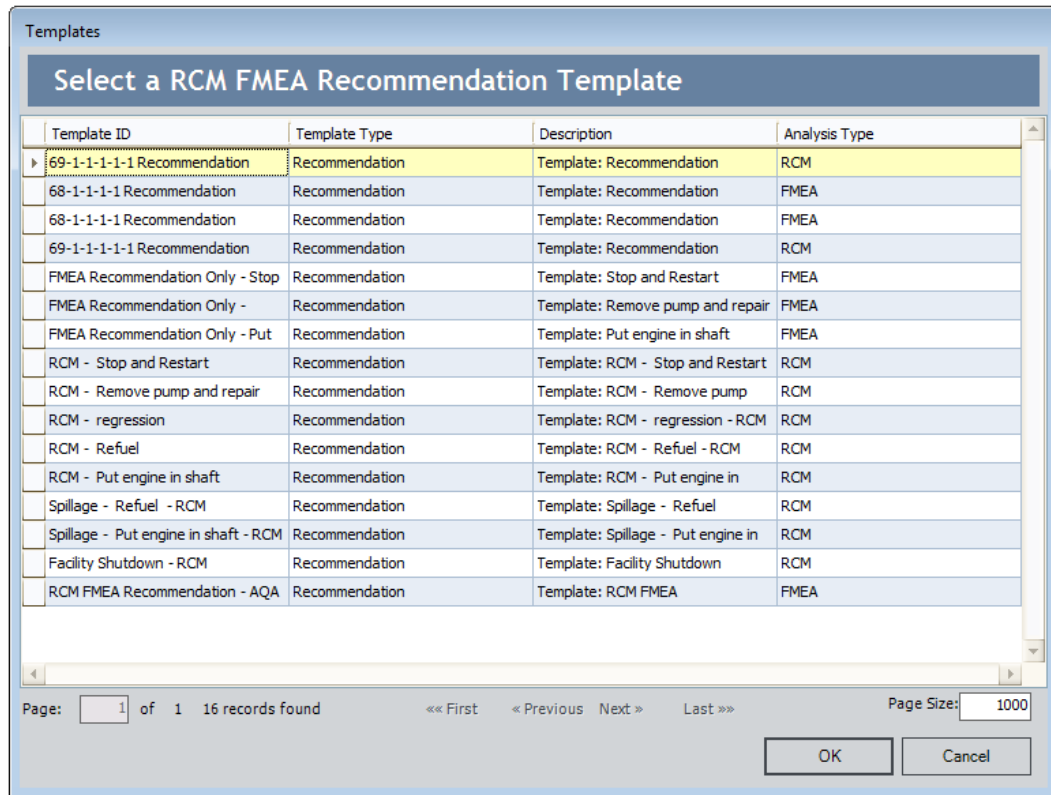 Templates
Select a RCM FMEA Recommendation Template
Template ID Template Type Description Analysis Type
69-1-1-1-1-1 Recommendation Recommendation Template: Recommendation RCM
68-1-1-1-1 Recommendation Recommendation Template: Recommendation FMEA
68-1-1-1-1 Recommendation Recommendation Template: Recommendation FMEA
69-1-1-1-1-1 Recommendation Recommendation Template: Recommendation RCM
FMEA Recommendation Only - Stop Recommendation Template: Stop and Restart FMEA
FMEA Recommendation Only - Recommendation Template: Remove pump and repair FMEA
FMEA Recommendation Only - Put Recommendation Template: Put engine in shaft FMEA
RCM - Stop and Restart Recommendation Template: RCM - Stop and Restart RCM
RCM - Remove pump and repair Recommendation Template: RCM - Remove pump RCM
RCM - regression Recommendation Template: RCM - regression - RCM RCM
RCM - Refuel Recommendation Template: RCM - Refuel - RCM RCM
RCM - Put engine in shaft Recommendation Template: RCM - Put engine in RCM
Spillage - Refuel - RCM Recommendation Template: Spillage - Refuel RCM
Spillage - Put engine in shaft - RCM Recommendation Template: Spillage - Put engine in RCM
Facility Shutdown - RCM Recommendation Template: Facility Shutdown RCM
RCM FMEA Recommendation - AQA Recommendation Template: RCM FMEA FMEA
Page: 1 of 1 16 records found «« First « Previous Next » Last »» Page Size: 1000
OK Cancel